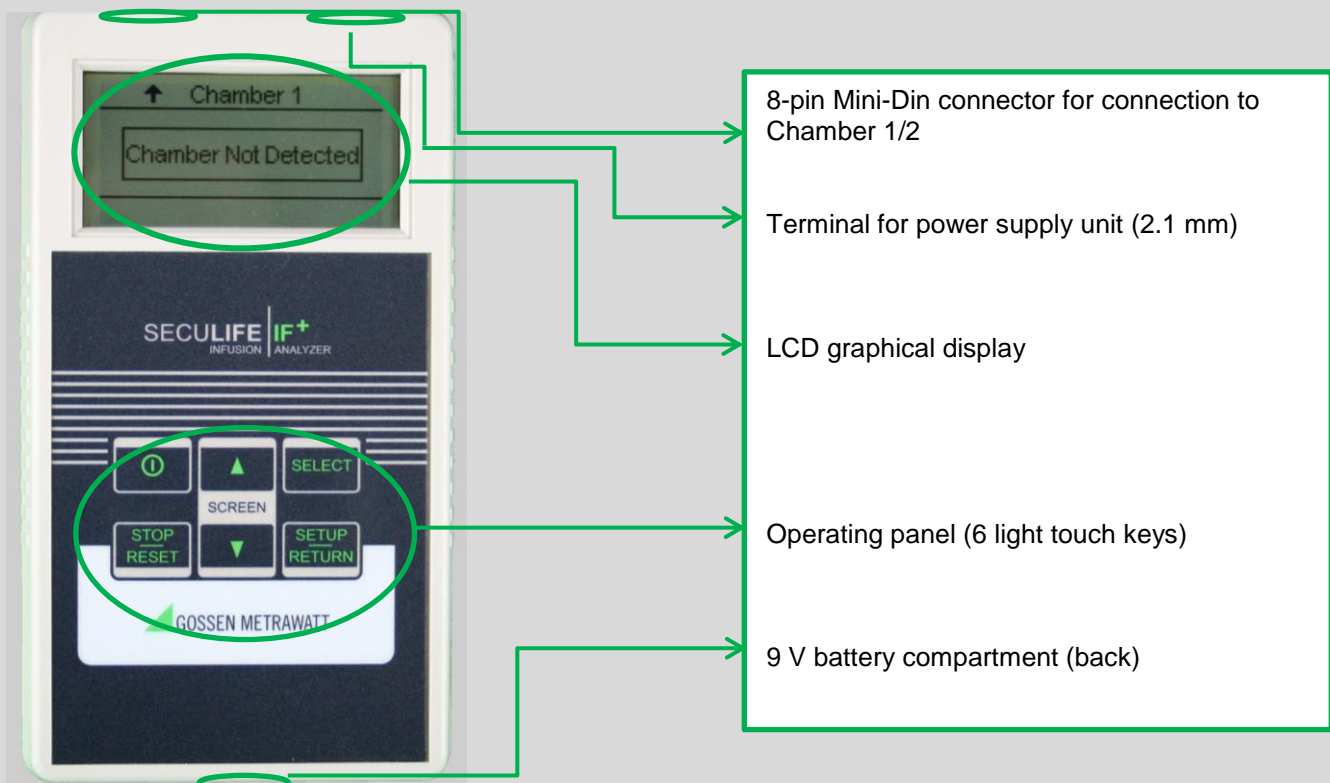 ↑ Chamber 1
Chamber Not Detected
SECULIFE IF+
INFUSION ANALYZER
SELECT
SCREEN
STOP
RESET
SETUP
RETURN
GOSSEN METRAWATT
8-pin Mini-Din connector for connection to
Chamber 1/2
Terminal for power supply unit (2.1 mm)
LCD graphical display
Operating panel (6 light touch keys)
9 V battery compartment (back)